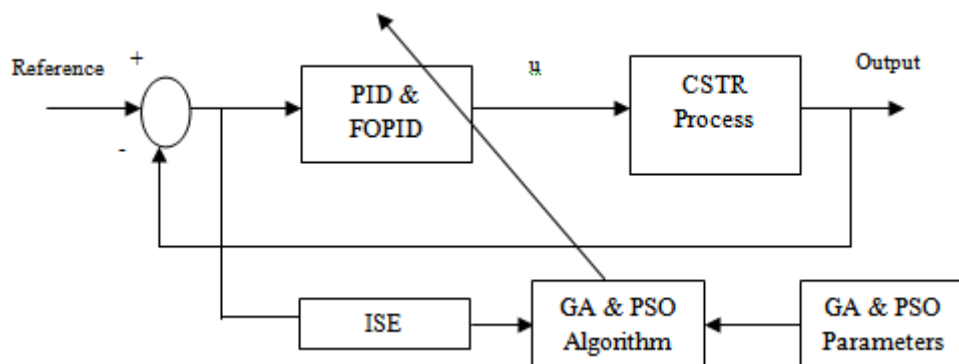 +
Reference
-
PID &
FOPID
u
CSTR
Process
Output
ISE
GA & PSO
Algorithm
GA & PSO
Parameters